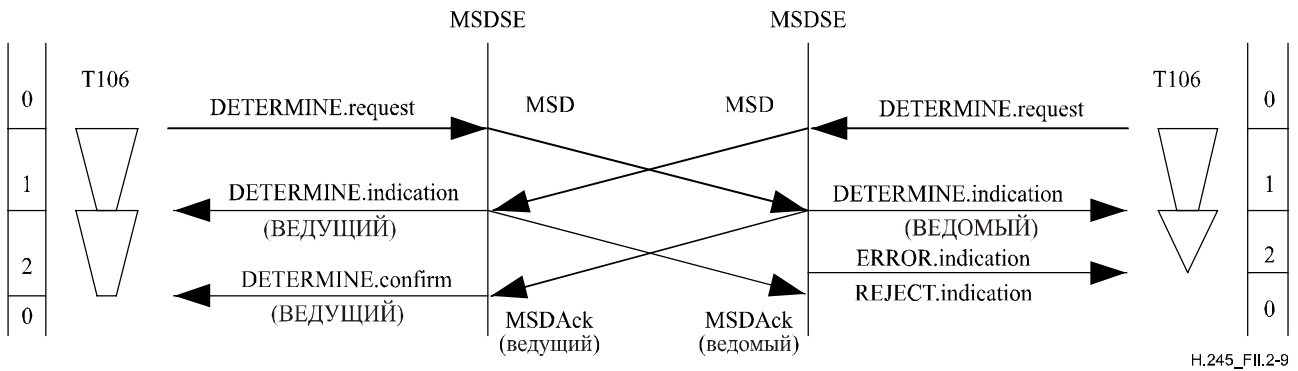 MSDSE MSDSE
T106 T106
0 0
DETERMINE.request MSD MSD DETERMINE.request
1 1
DETERMINE.indication DETERMINE.indication
(ВЕДУЩИЙ) (ВЕДОМЫЙ)
2 ERROR.indication 2
DETERMINE.confirm REJECT.indication
(ВЕДУЩИЙ)
0 0
MSDAck MSDAck
(ведущий) (ведомый)
H.245_FII.2-9